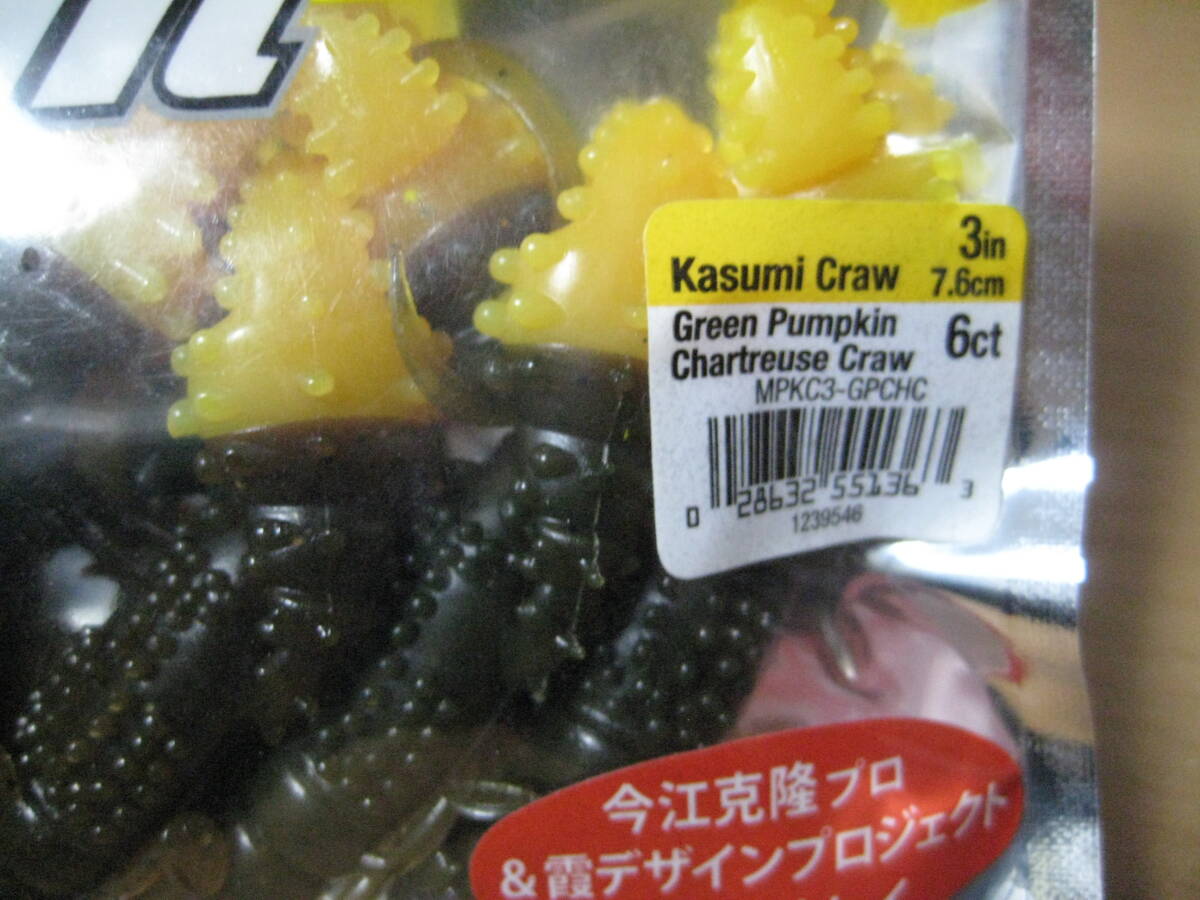 Kasumi Craw
3in
7.6cm
Green Pumpkin
Chartreuse Craw
6ct
MPKC3-GPCHC
0 28632 55136 3
1239546
今江克隆プロ
&霞デザインプロジェクト